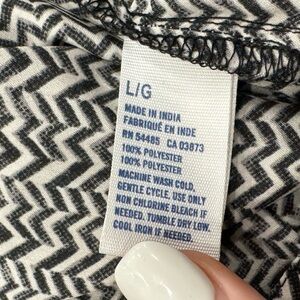 L/G
MADE IN INDIA
FABRIQUÉ EN INDE
RN 54485 CA 03873
100% POLYESTER
100% POLYESTER
MACHINE WASH COLD,
GENTLE CYCLE. USE ONLY
NON CHLORINE BLEACH IF
NEEDED. TUMBLE DRY LOW.
COOL IRON IF NEEDED.